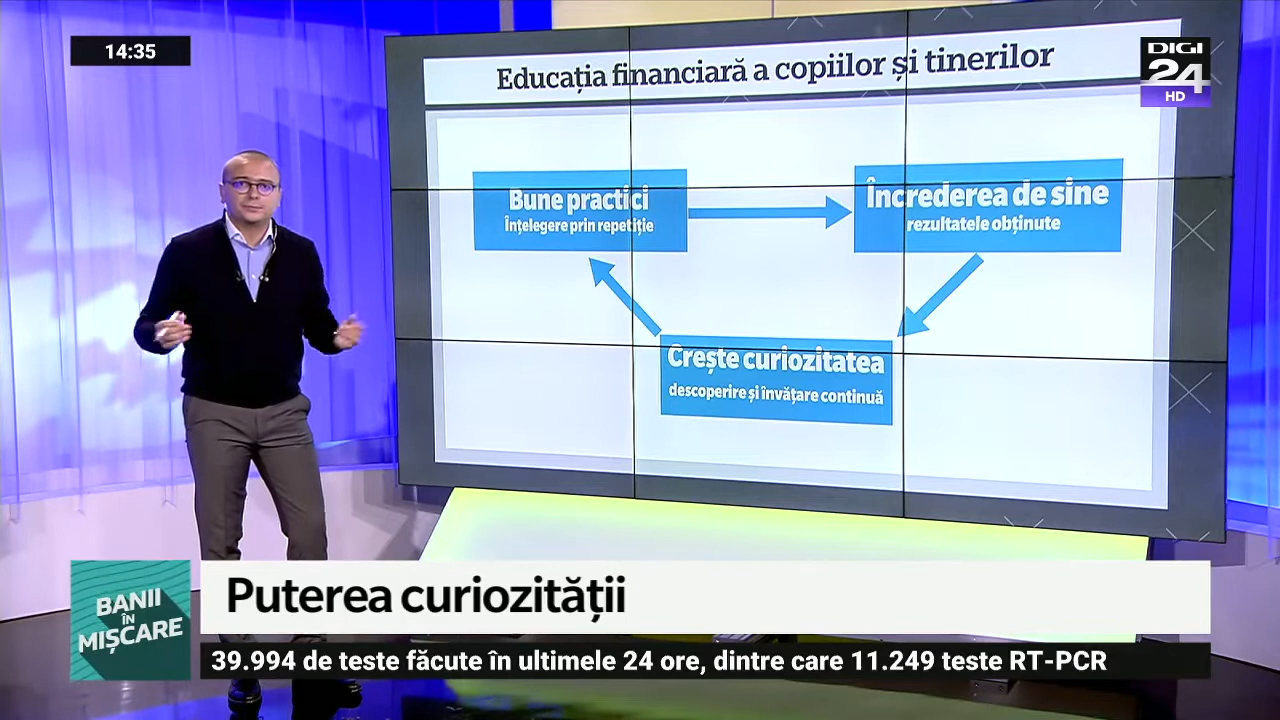 14:35
DIGI
24
HD
Educația financiară a copiilor și tinerilor
Bune practici
Înțelegere prin repetiție
Încrederea de sine
rezultatele obținute
Crește curiozitatea
descoperire și învățare continuă
BANII
ÎN
MIȘCARE
Puterea curiozității
39.994 de teste făcute în ultimele 24 ore, dintre care 11.249 teste RT-PCR